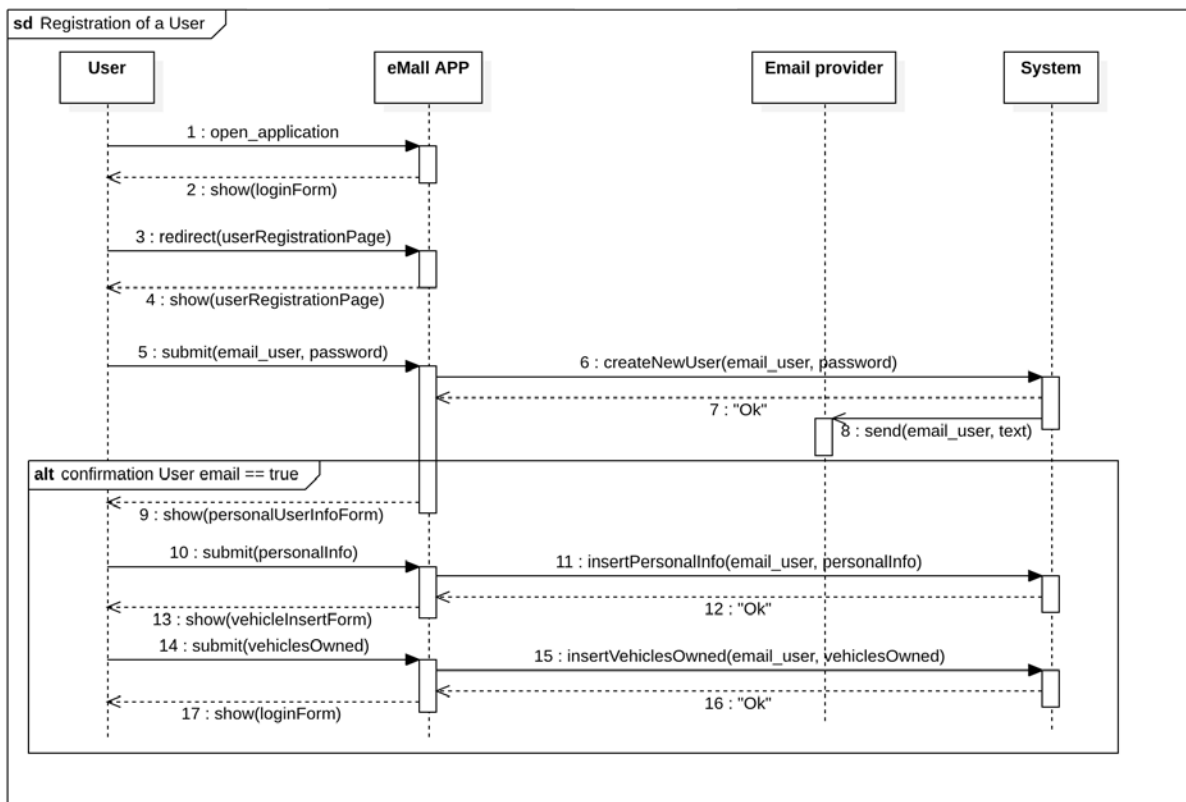 sd Registration of a User
User
eMall APP
Email provider
System
1 : open_application
2 : show(loginForm)
3 : redirect(userRegistrationPage)
4 : show(userRegistrationPage)
5 : submit(email_user, password)
6 : createNewUser(email_user, password)
7 : "Ok"
8 : send(email_user, text)
alt confirmation User email == true
9 : show(personalUserInfoForm)
10 : submit(personalInfo)
11 : insertPersonalInfo(email_user, personalInfo)
12 : "Ok"
13 : show(vehicleInsertForm)
14 : submit(vehiclesOwned)
15 : insertVehiclesOwned(email_user, vehiclesOwned)
16 : "Ok"
17 : show(loginForm)